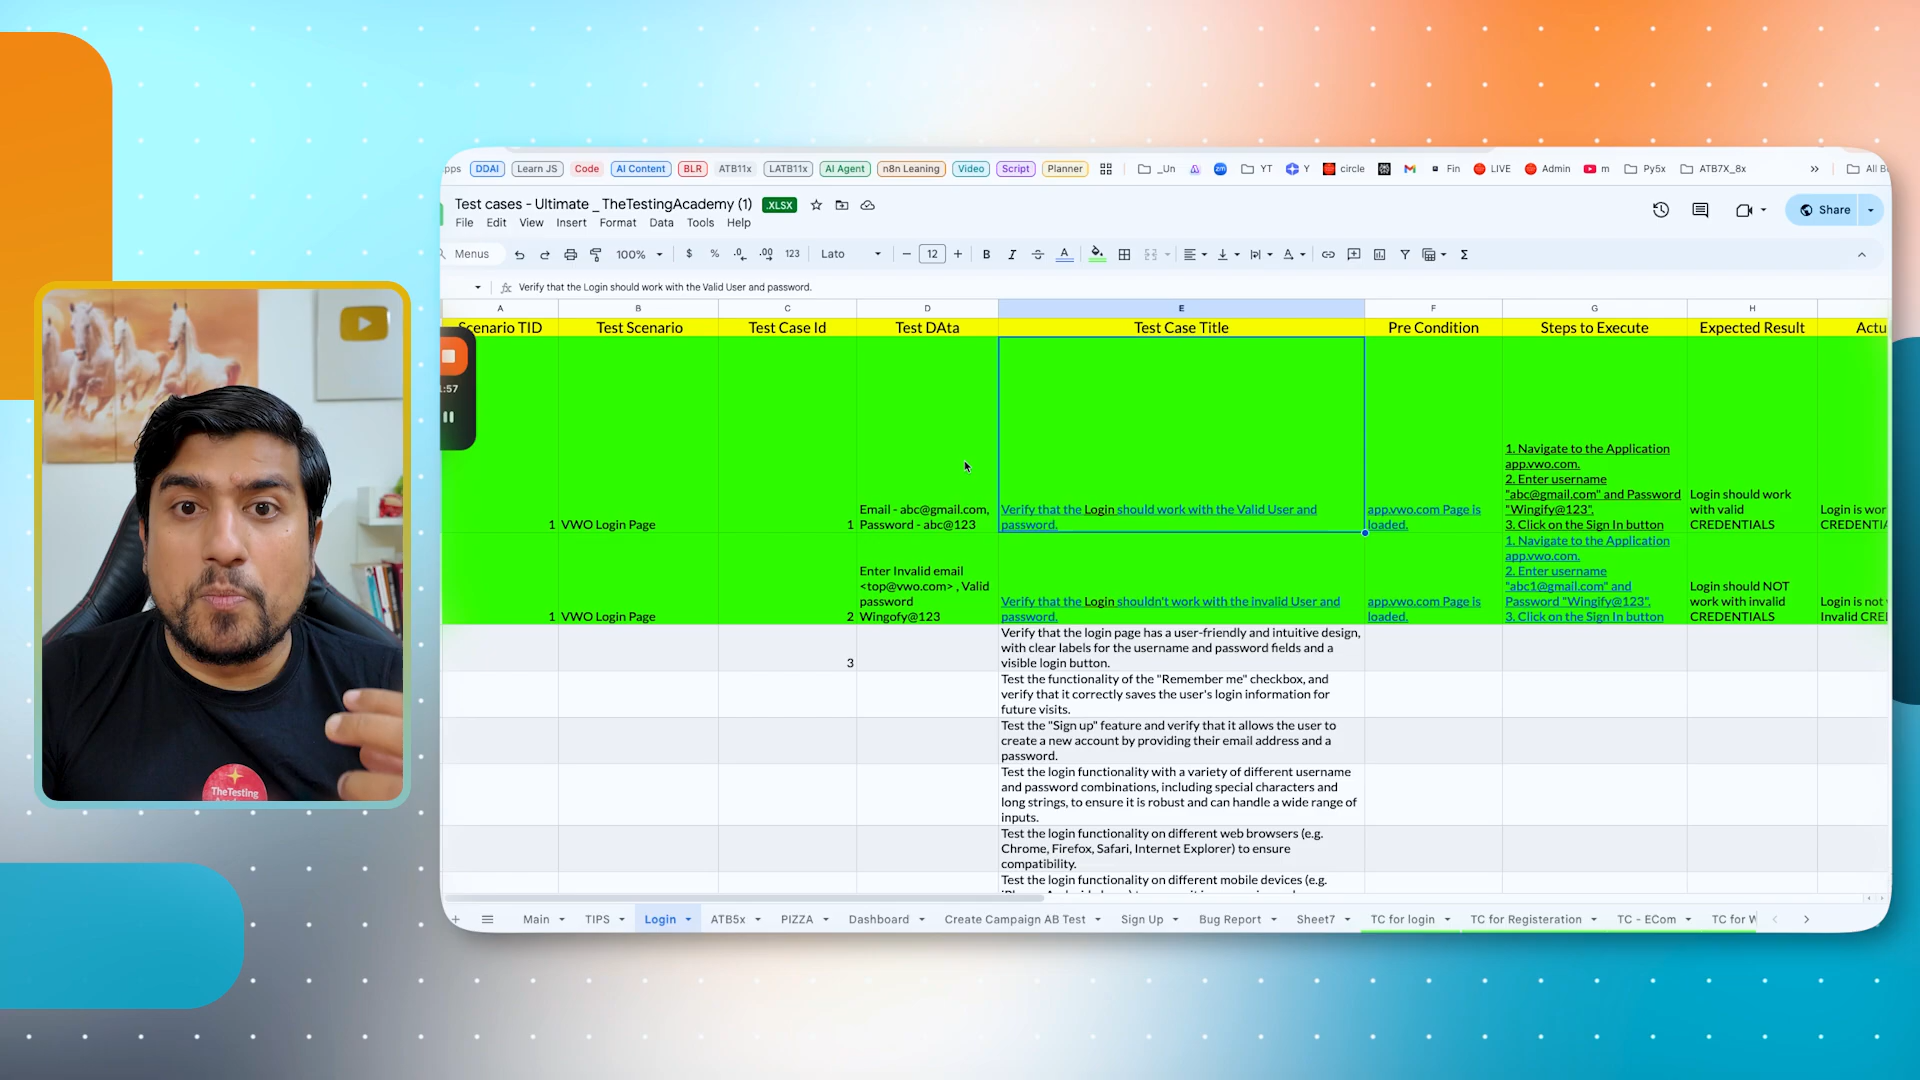 pps DDAI Learn JS Code AI Content BLR ATB11x LATB11x AI Agent n8n Leaning Video Script Planner _Un YT Y circle Fin LIVE Admin m Py5x ATB7X_8x » All B
Test cases - Ultimate _TheTestingAcademy (1) .XLSX
Share
File Edit View Insert Format Data Tools Help
Menus 100% $ % .0 .00 123 Lato 12 B I A Σ
fx Verify that the Login should work with the Valid User and password.
A B C D E F G H
Scenario TID Test Scenario Test Case Id Test DAta Test Case Title Pre Condition Steps to Execute Expected Result Actu
1
VWO Login Page
1
Email - abc@gmail.com,
Password - abc@123
Verify that the Login should work with the Valid User and
password.
app.vwo.com Page is
loaded.
1. Navigate to the Application
app.vwo.com.
2. Enter username
"abc@gmail.com" and Password
"Wingify@123".
3. Click on the Sign In button
Login should work
with valid
CREDENTIALS
Login is wor
CREDENTIA
1
VWO Login Page
2
Enter Invalid email
<top@vwo.com> , Valid
password
Wingofy@123
Verify that the Login shouldn't work with the invalid User and
password.
app.vwo.com Page is
loaded.
1. Navigate to the Application
app.vwo.com.
2. Enter username
"abc1@gmail.com" and
Password "Wingify@123".
3. Click on the Sign In button
Login should NOT
work with invalid
CREDENTIALS
Login is not
Invalid CRE
3
Verify that the login page has a user-friendly and intuitive design,
with clear labels for the username and password fields and a
visible login button.
Test the functionality of the "Remember me" checkbox, and
verify that it correctly saves the user's login information for
future visits.
Test the "Sign up" feature and verify that it allows the user to
create a new account by providing their email address and a
password.
Test the login functionality with a variety of different username
and password combinations, including special characters and
long strings, to ensure it is robust and can handle a wide range of
inputs.
Test the login functionality on different web browsers (e.g.
Chrome, Firefox, Safari, Internet Explorer) to ensure
compatibility.
Test the login functionality on different mobile devices (e.g.
Main TIPS Login ATB5x PIZZA Dashboard Create Campaign AB Test Sign Up Bug Report Sheet7 TC for login TC for Registeration TC - ECom TC for W
:57
TheTesting